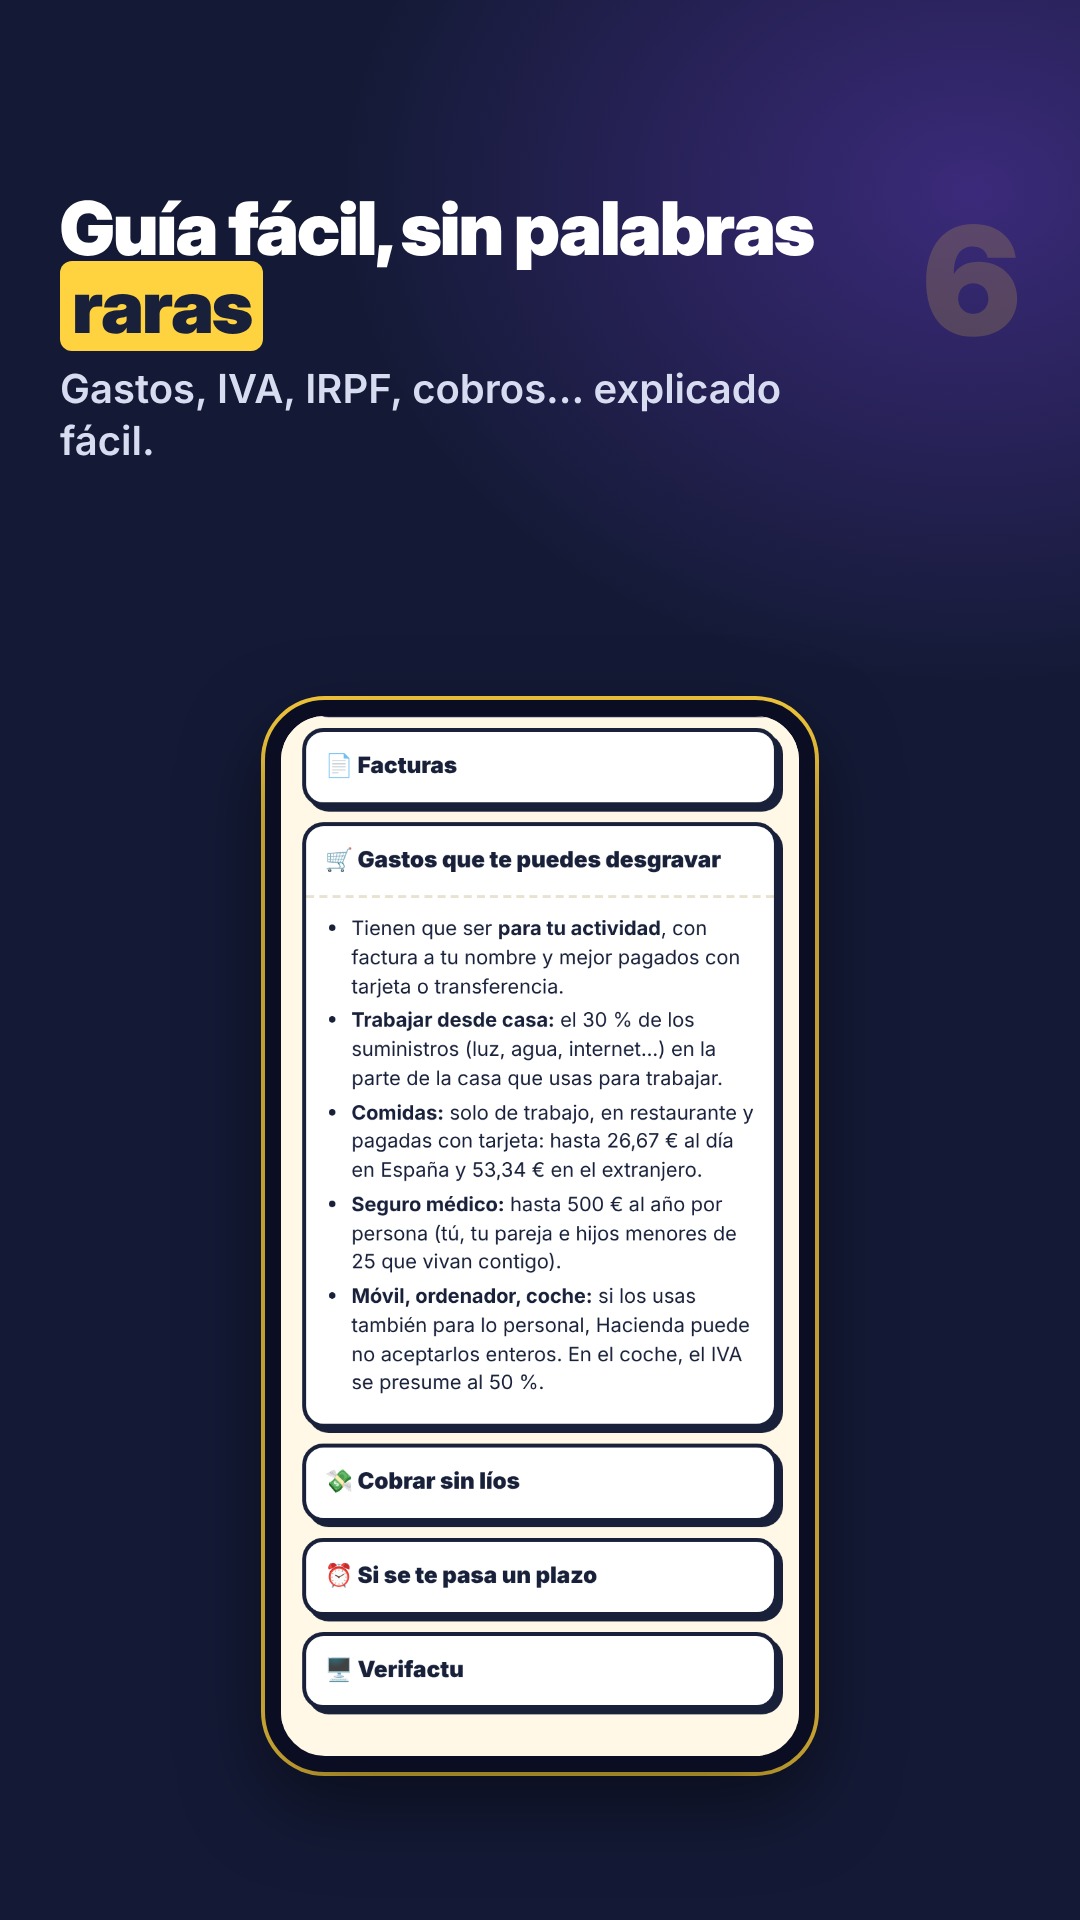 Guía fácil, sin palabras
raras
6
Gastos, IVA, IRPF, cobros... explicado
fácil.
📄 Facturas
🛒 Gastos que te puedes desgravar
• Tienen que ser para tu actividad, con
factura a tu nombre y mejor pagados con
tarjeta o transferencia.
• Trabajar desde casa: el 30 % de los
suministros (luz, agua, internet...) en la
parte de la casa que usas para trabajar.
• Comidas: solo de trabajo, en restaurante y
pagadas con tarjeta: hasta 26,67 € al día
en España y 53,34 € en el extranjero.
• Seguro médico: hasta 500 € al año por
persona (tú, tu pareja e hijos menores de
25 que vivan contigo).
• Móvil, ordenador, coche: si los usas
también para lo personal, Hacienda puede
no aceptarlos enteros. En el coche, el IVA
se presume al 50 %.
💸 Cobrar sin líos
⏰ Si se te pasa un plazo
🖥️ Verifactu